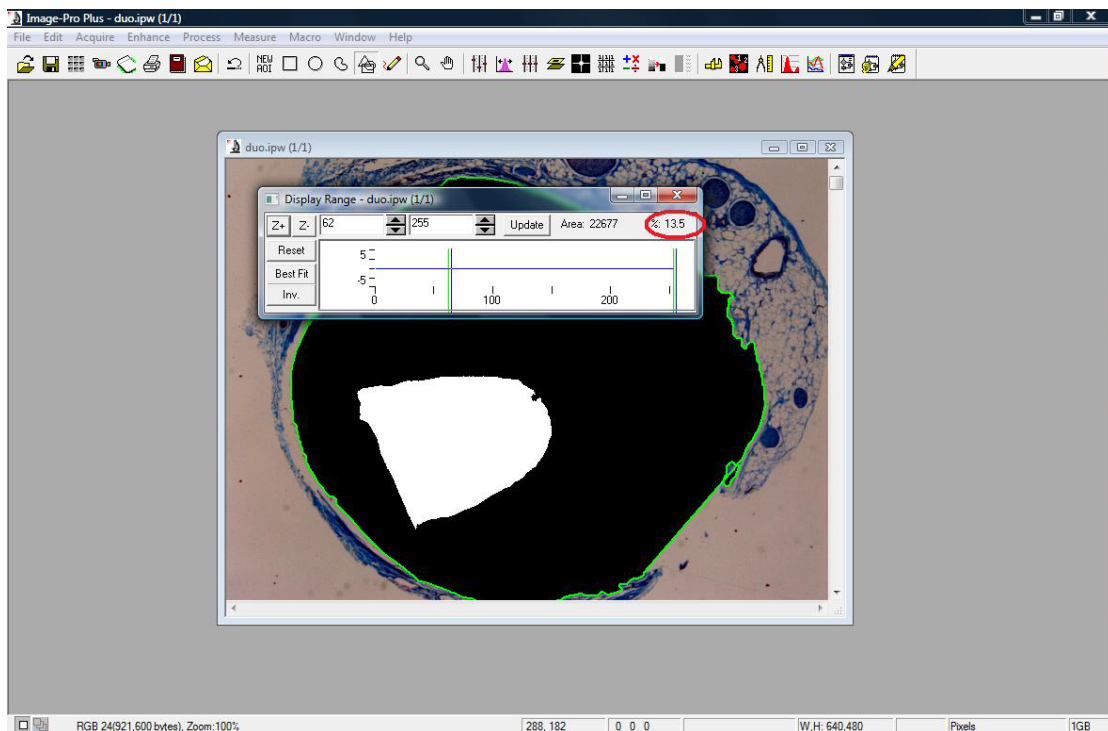 Image-Pro Plus - duo.ipw (1/1)
File Edit Acquire Enhance Process Measure Macro Window Help
NEW
AOI
duo.ipw (1/1)
Display Range - duo.ipw (1/1)
Z+ Z- 62 255 Update Area: 22677 %: 13.5
Reset
Best Fit
Inv.
5
-5
0 100 200
RGB 24(921,600 bytes), Zoom:100% 288, 182 0 0 0 W,H: 640,480 Pixels 1GB